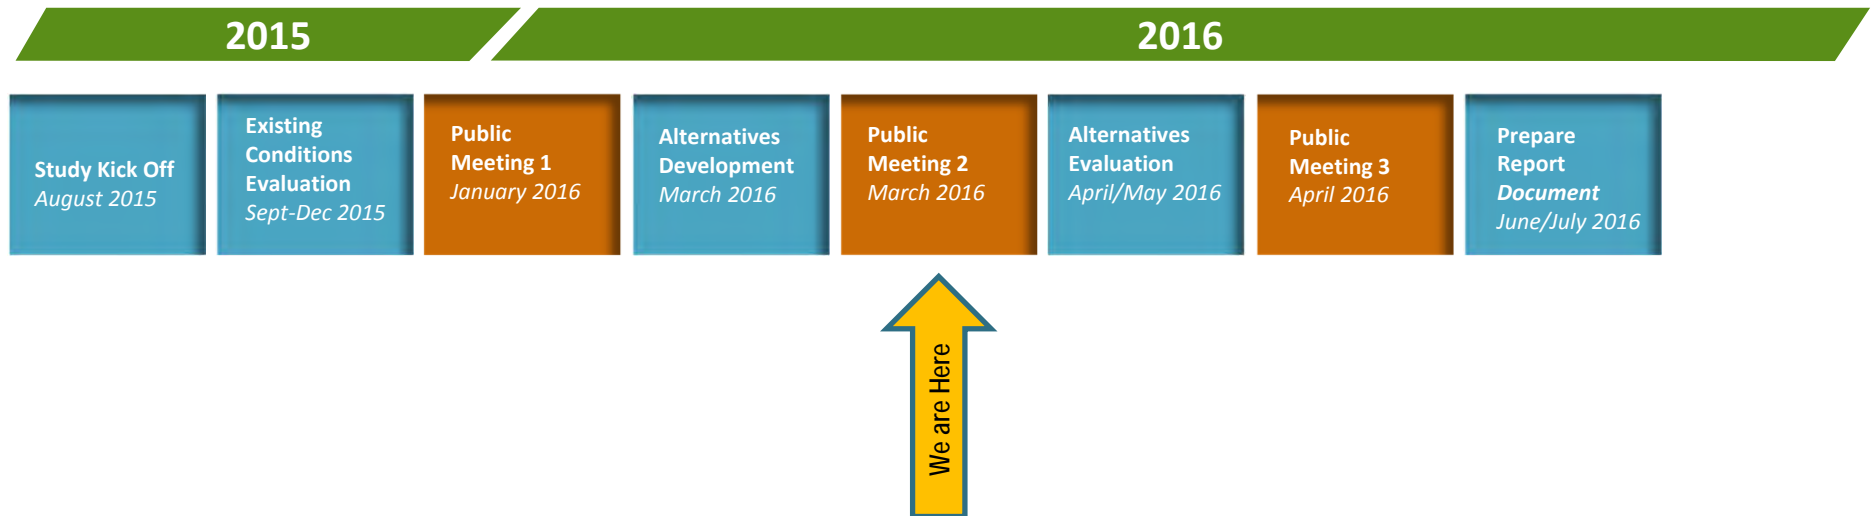 2015
2016
Study Kick Off
August 2015
Existing
Conditions
Evaluation
Sept-Dec 2015
Public
Meeting 1
January 2016
Alternatives
Development
March 2016
Public
Meeting 2
March 2016
Alternatives
Evaluation
April/May 2016
Public
Meeting 3
April 2016
Prepare
Report
Document
June/July 2016
We are Here